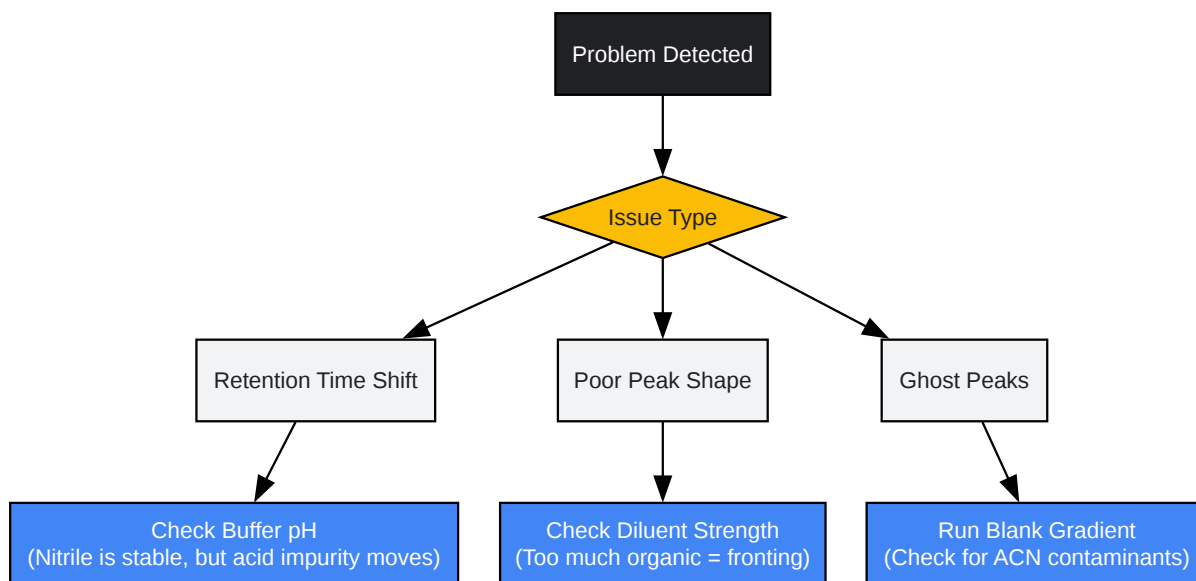 Problem Detected
Issue Type
Retention Time Shift
Poor Peak Shape
Ghost Peaks
Check Buffer pH
(Nitrile is stable, but acid impurity moves)
Check Diluent Strength
(Too much organic = fronting)
Run Blank Gradient
(Check for ACN contaminants)